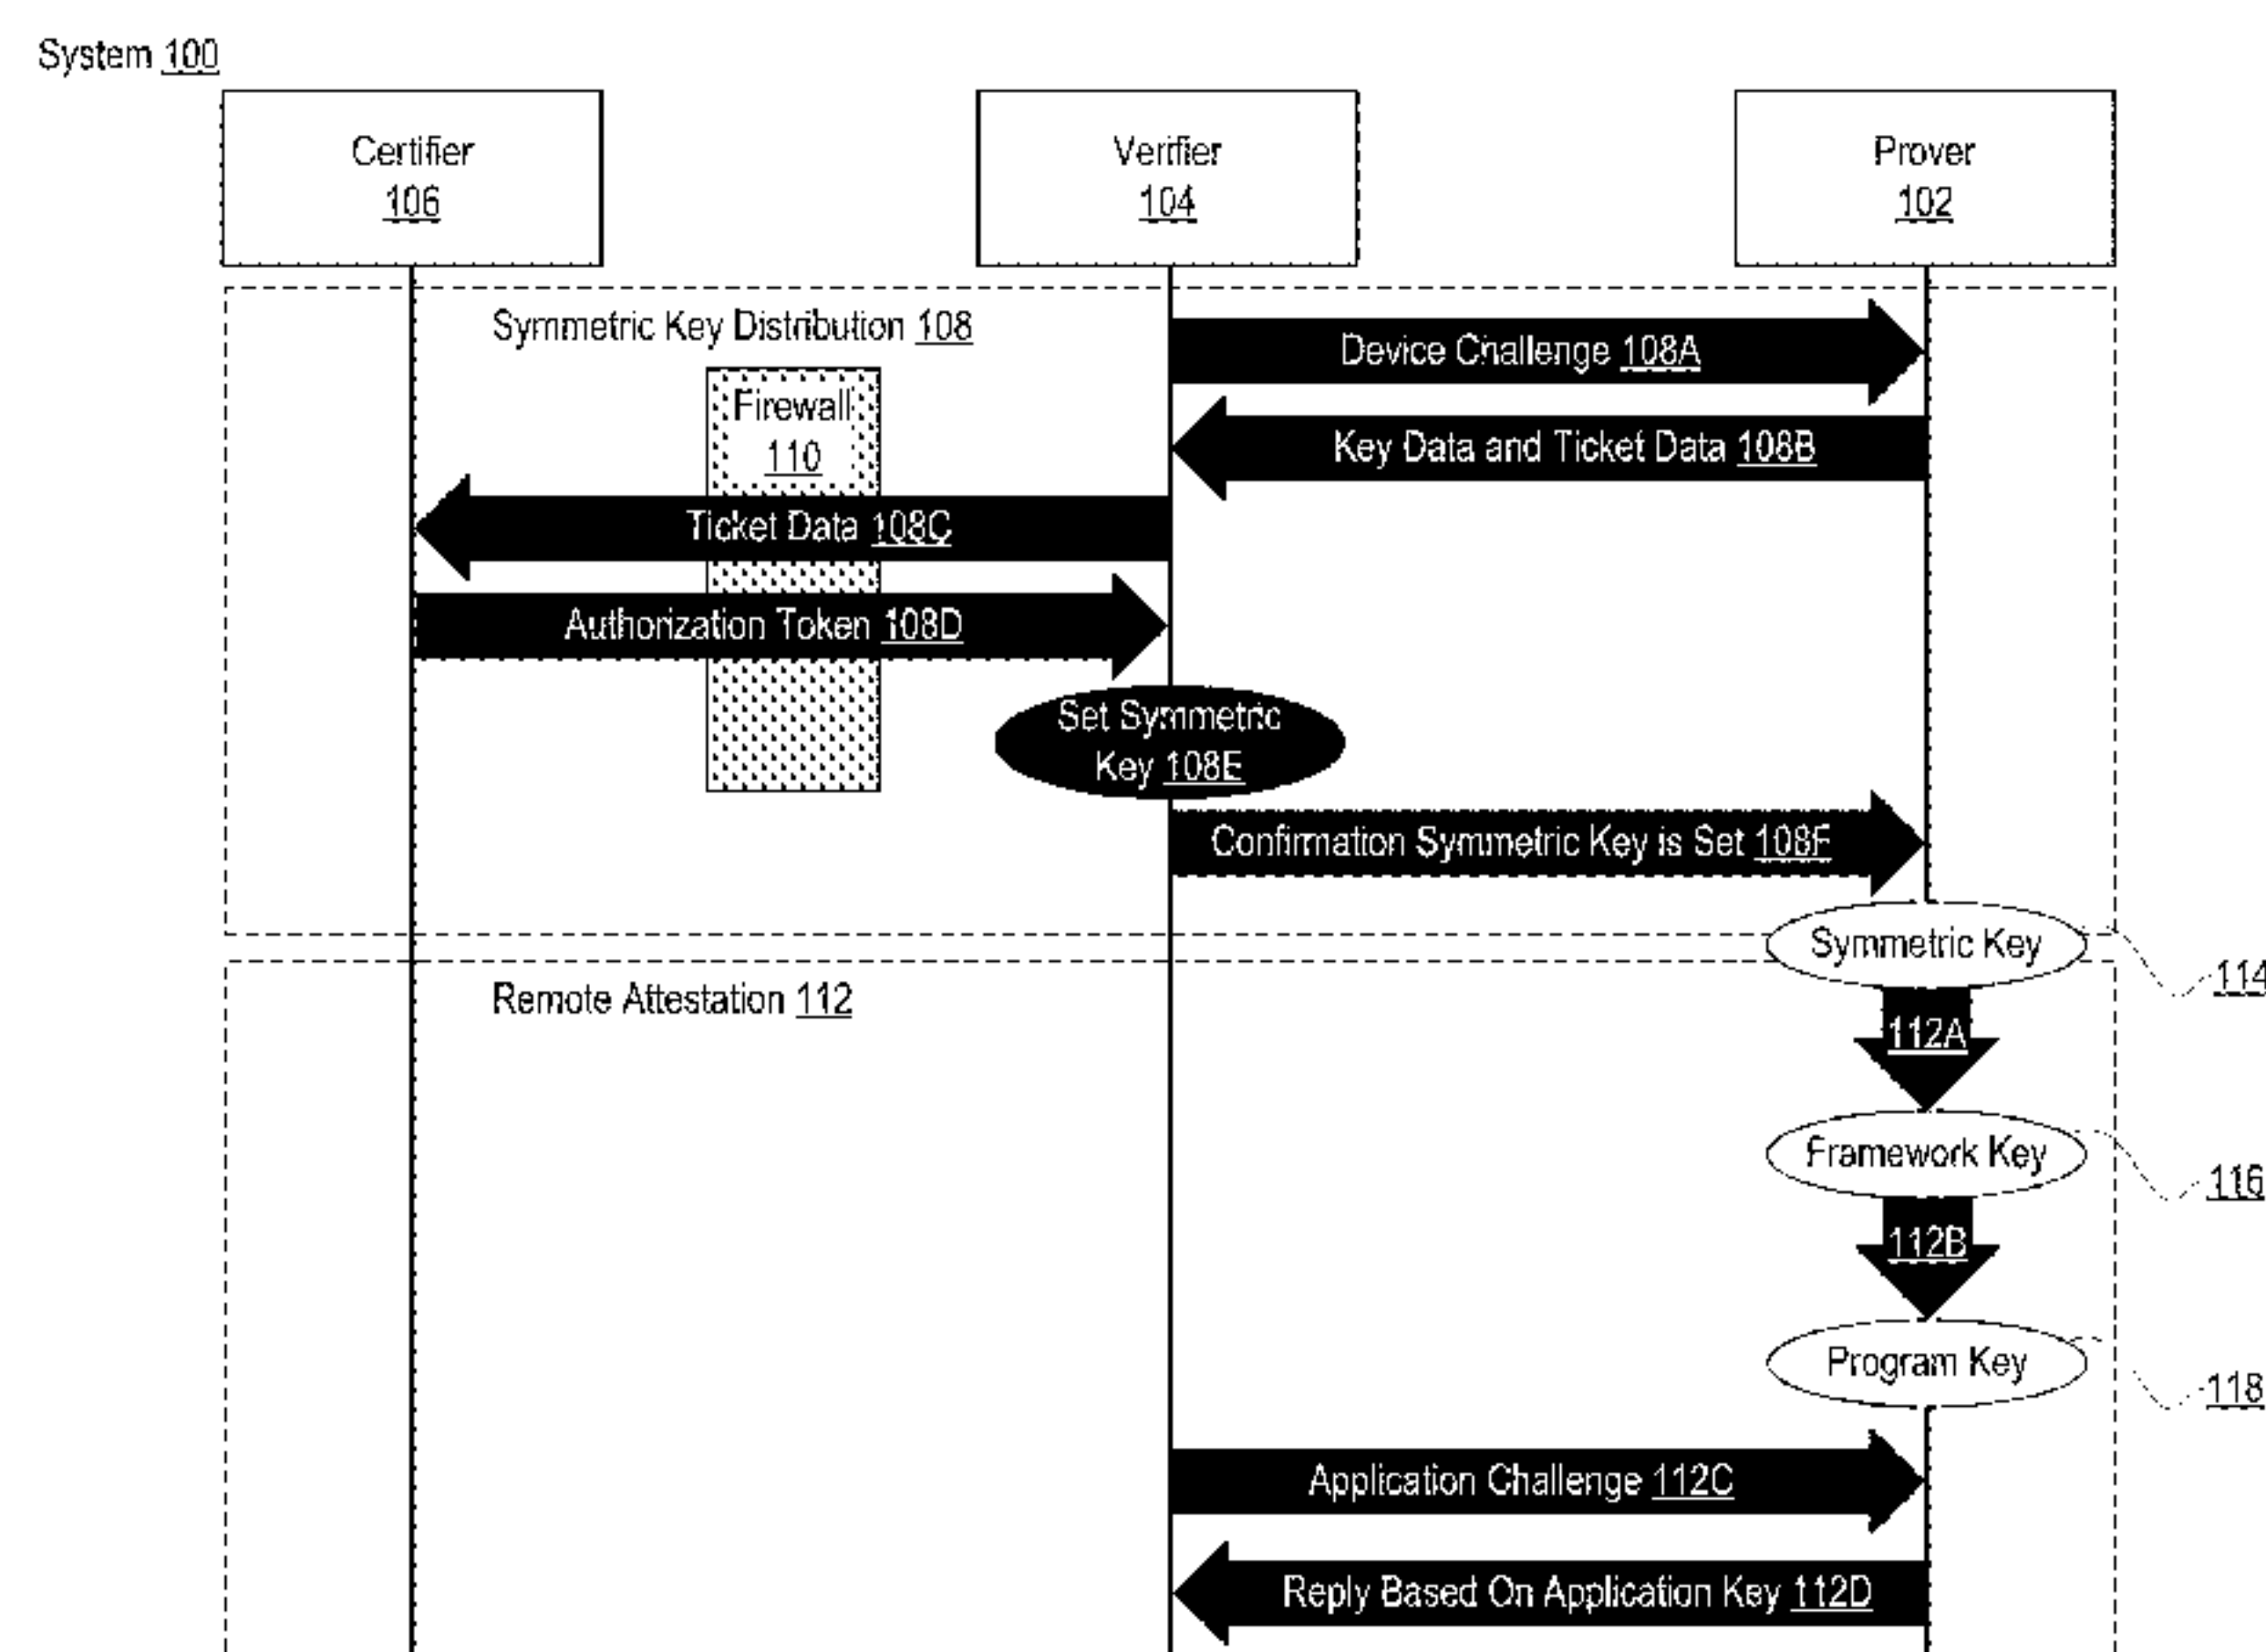 System 100
Certifier
106
Verifier
104
Prover
102
Symmetric Key Distribution 108
Device Challenge 108A
Firewall
110
Key Data and Ticket Data 108B
Ticket Data 108C
Authorization Token 108D
Set Symmetric
Key 108E
Confirmation Symmetric Key is Set 108F
Symmetric Key
114
Remote Attestation 112
112A
Framework Key
116
112B
Program Key
118
Application Challenge 112C
Reply Based On Application Key 112D